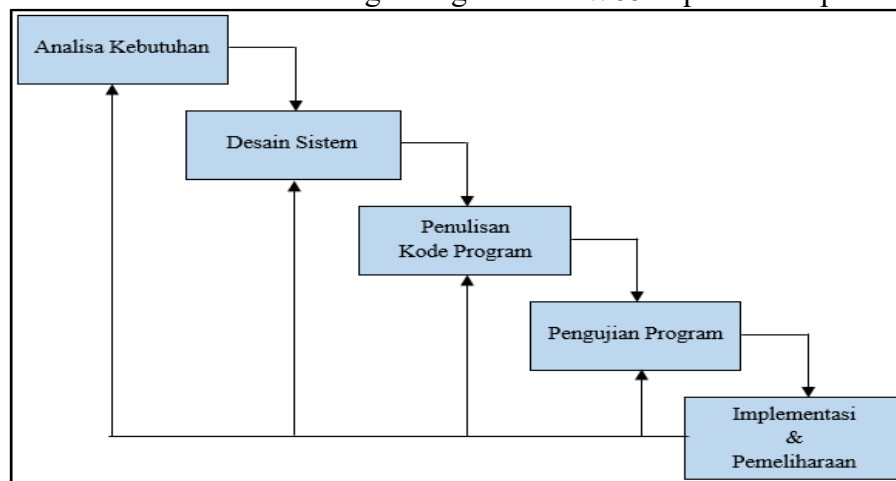 Analisa Kebutuhan
Desain Sistem
Penulisan
Kode Program
Pengujian Program
Implementasi
&
Pemeliharaan